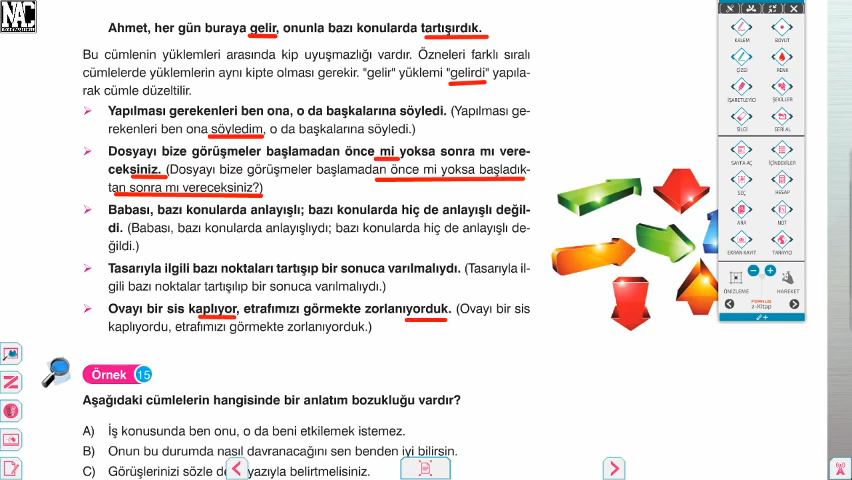 Ahmet, her gün buraya gelir, onunla bazı konularda tartışırdık.
Bu cümlenin yüklemleri arasında kip uyuşmazlığı vardır. Özneleri farklı sıralı
cümlelerde yüklemlerin aynı kipte olması gerekir. "gelir" yüklemi "gelirdi" yapıla-
rak cümle düzeltilir.
Yapılması gerekenleri ben ona, o da başkalarına söyledi. (Yapılması ge-
rekenleri ben ona söyledim, o da başkalarına söyledi.)
Dosyayı bize görüşmeler başlamadan önce mi yoksa sonra mı vere-
ceksiniz. (Dosyayı bize görüşmeler başlamadan önce mi yoksa başladık-
tan sonra mı vereceksiniz?)
Babası, bazı konularda anlayışlı; bazı konularda hiç de anlayışlı değil-
di. (Babası, bazı konularda anlayışlıydı; bazı konularda hiç de anlayışlı de-
ğildi.)
Tasarıyla ilgili bazı noktaları tartışıp bir sonuca varılmalıydı. (Tasarıyla il-
gili bazı noktalar tartışılıp bir sonuca varılmalıydı.)
Ovayı bir sis kaplıyor, etrafımızı görmekte zorlanıyorduk. (Ovayı bir sis
kaplıyordu, etrafımızı görmekte zorlanıyorduk.)
Örnek 15
Aşağıdaki cümlelerin hangisinde bir anlatım bozukluğu vardır?
A) İş konusunda ben onu, o da beni etkilemek istemez.
B) Onun bu durumda nasıl davranacağını sen benden iyi bilirsin.
C) Görüşlerinizi sözle yazıyla belirtmelisiniz.
KALEM BOYUT
ÇİZGİ RENK
İŞARETLEYİCİ ŞEKİLLER
SİLGİ GERİ AL
SAYFA AÇ İÇİNDEKİLER
SEÇ HESAP
ARA NOT
EKRAN KAYIT TANAYICI
ÖNİZLEME HAREKET
z-Kitap